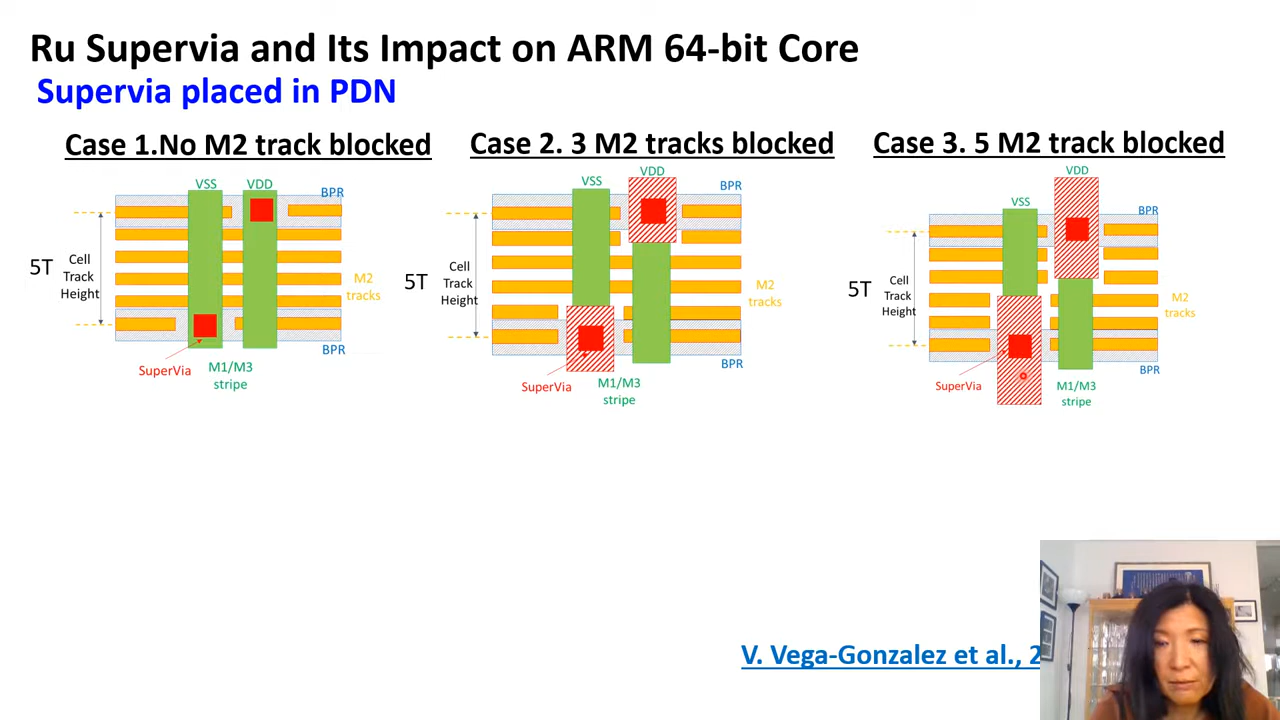 Ru Supervia and Its Impact on ARM 64-bit Core
Supervia placed in PDN
Case 1.No M2 track blocked
VSS
VDD
BPR
5T
Cell
Track
Height
M2
tracks
SuperVia
M1/M3
stripe
BPR
Case 2. 3 M2 tracks blocked
VSS
VDD
BPR
5T
Cell
Track
Height
M2
tracks
SuperVia
M1/M3
stripe
BPR
Case 3. 5 M2 track blocked
VSS
VDD
BPR
5T
Cell
Track
Height
M2
tracks
SuperVia
M1/M3
stripe
BPR
V. Vega-Gonzalez et al., 2